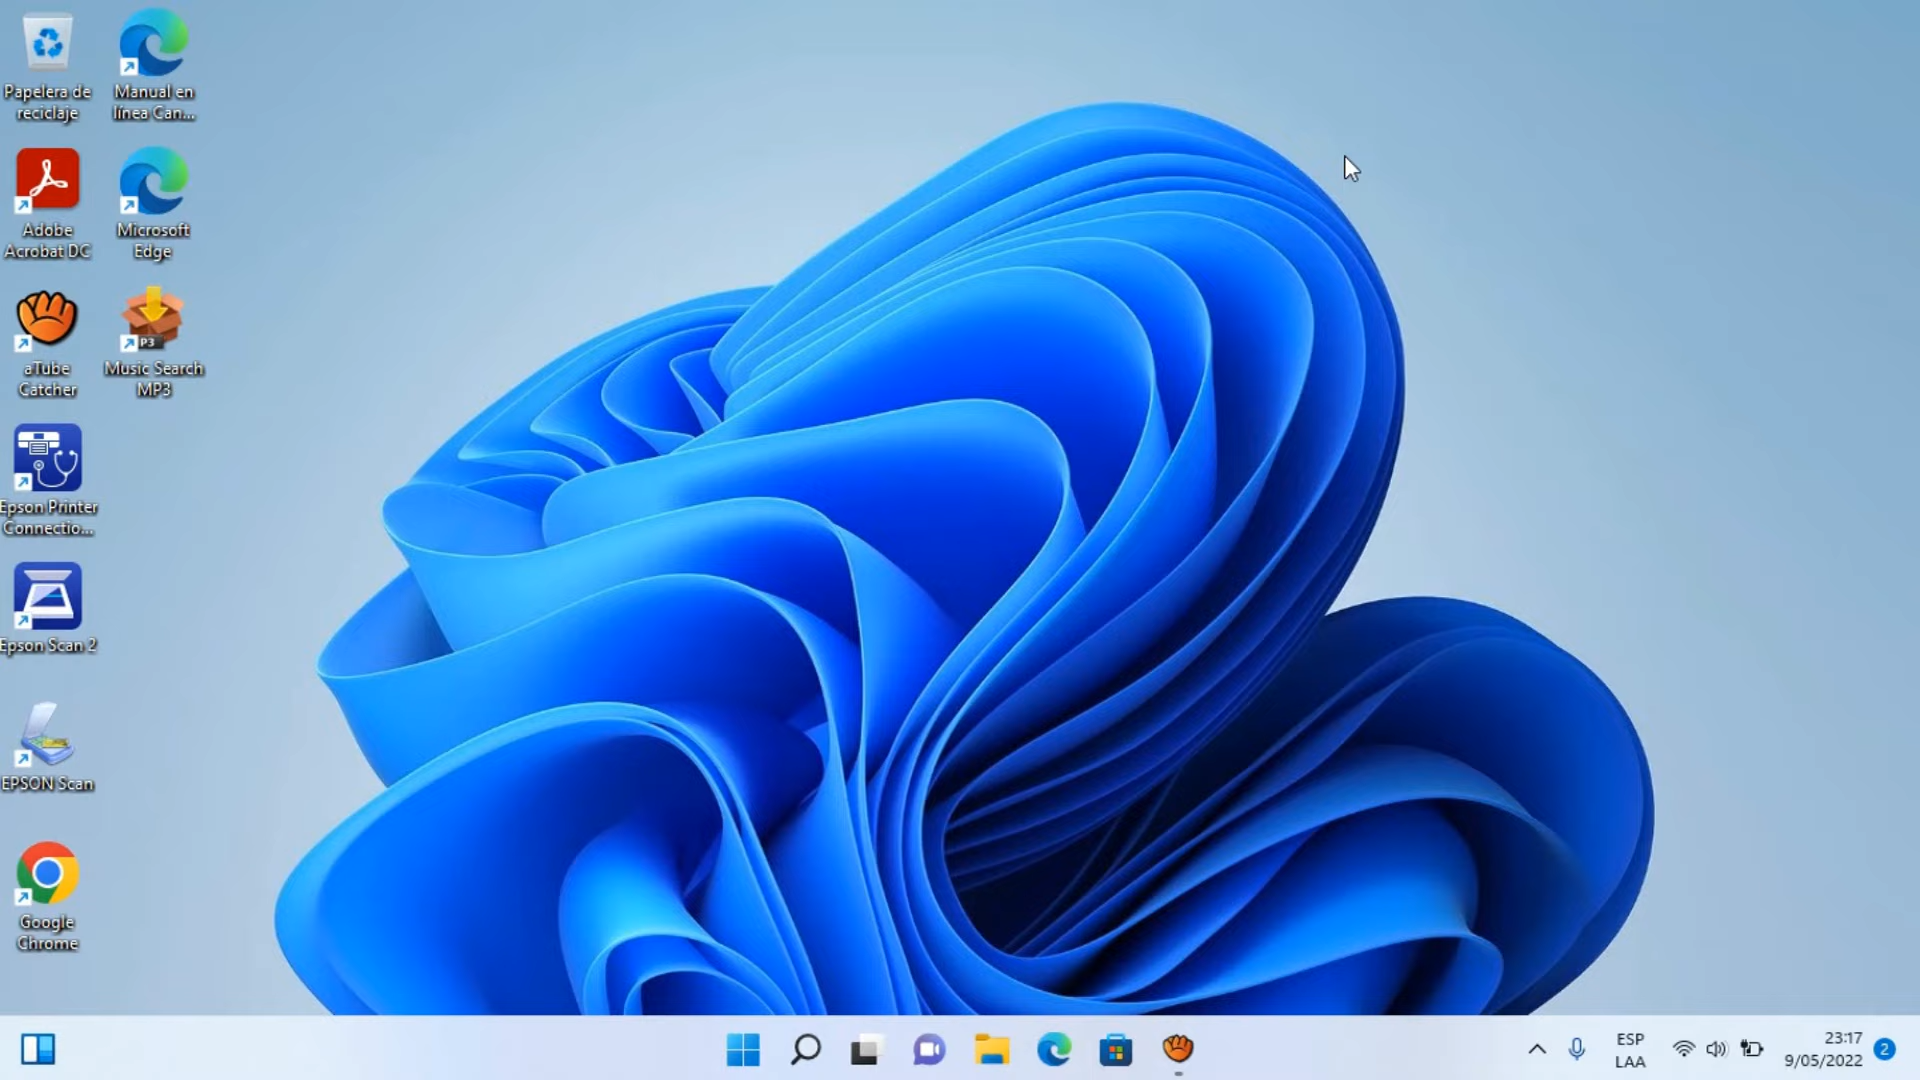 Papelera de
reciclaje
Manual en
línea Can...
Adobe
Acrobat DC
Microsoft
Edge
aTube
Catcher
P3
Music Search
MP3
Epson Printer
Connectio...
Epson Scan 2
EPSON Scan
Google
Chrome
ESP
LAA
23:17
9/05/2022
2